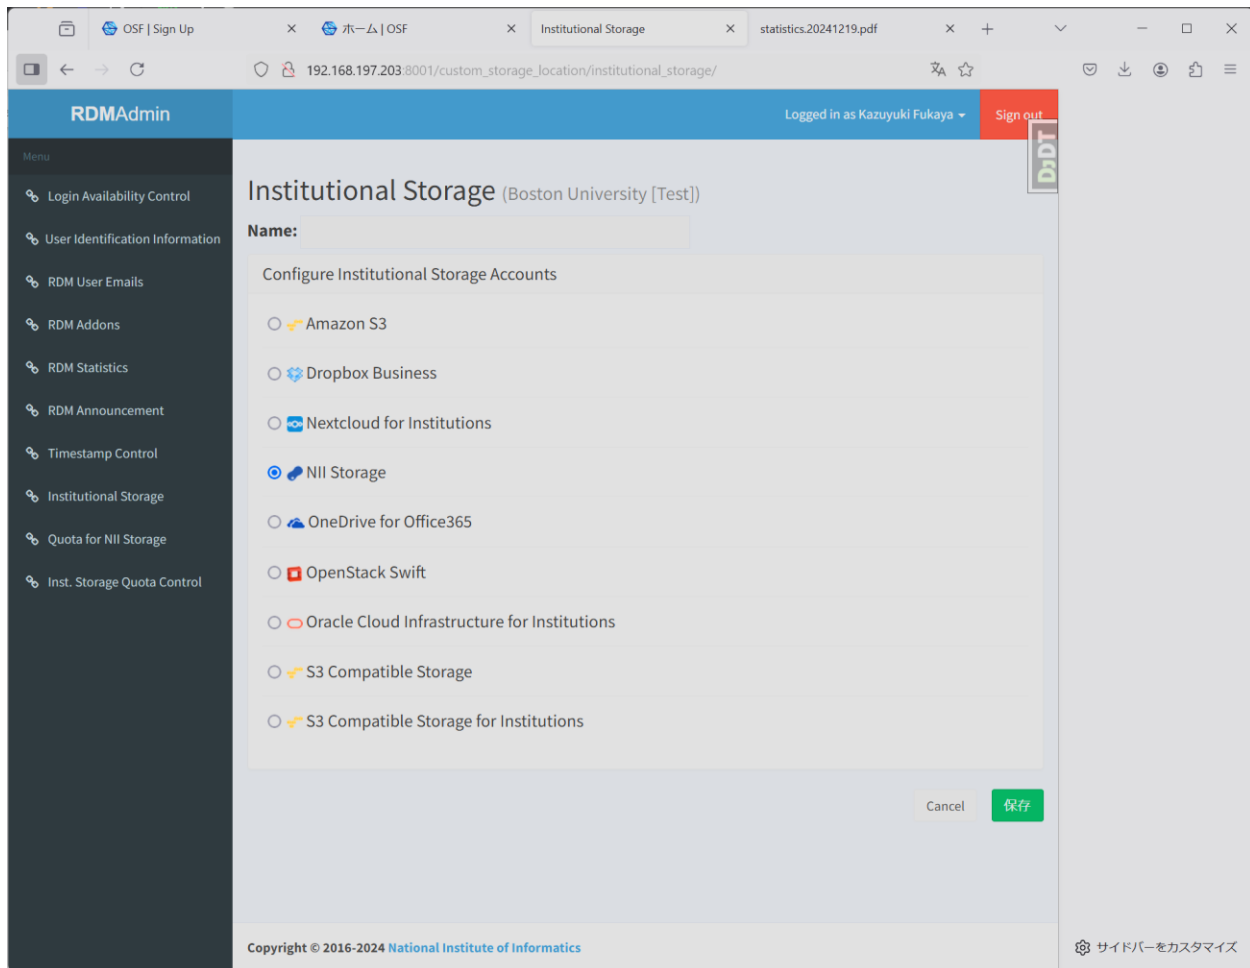 OSF | Sign Up
ホーム | OSF
Institutional Storage
statistics.20241219.pdf
192.168.197.203:8001/custom_storage_location/institutional_storage/
RDMAdmin
Logged in as Kazuyuki Fukaya
Sign out
DjDT
Menu
Login Availability Control
User Identification Information
RDM User Emails
RDM Addons
RDM Statistics
RDM Announcement
Timestamp Control
Institutional Storage
Quota for NII Storage
Inst. Storage Quota Control
Institutional Storage (Boston University [Test])
Name:
Configure Institutional Storage Accounts
Amazon S3
Dropbox Business
Nextcloud for Institutions
NII Storage
OneDrive for Office365
OpenStack Swift
Oracle Cloud Infrastructure for Institutions
S3 Compatible Storage
S3 Compatible Storage for Institutions
Cancel
保存
Copyright © 2016-2024 National Institute of Informatics
サイドバーをカスタマイズ